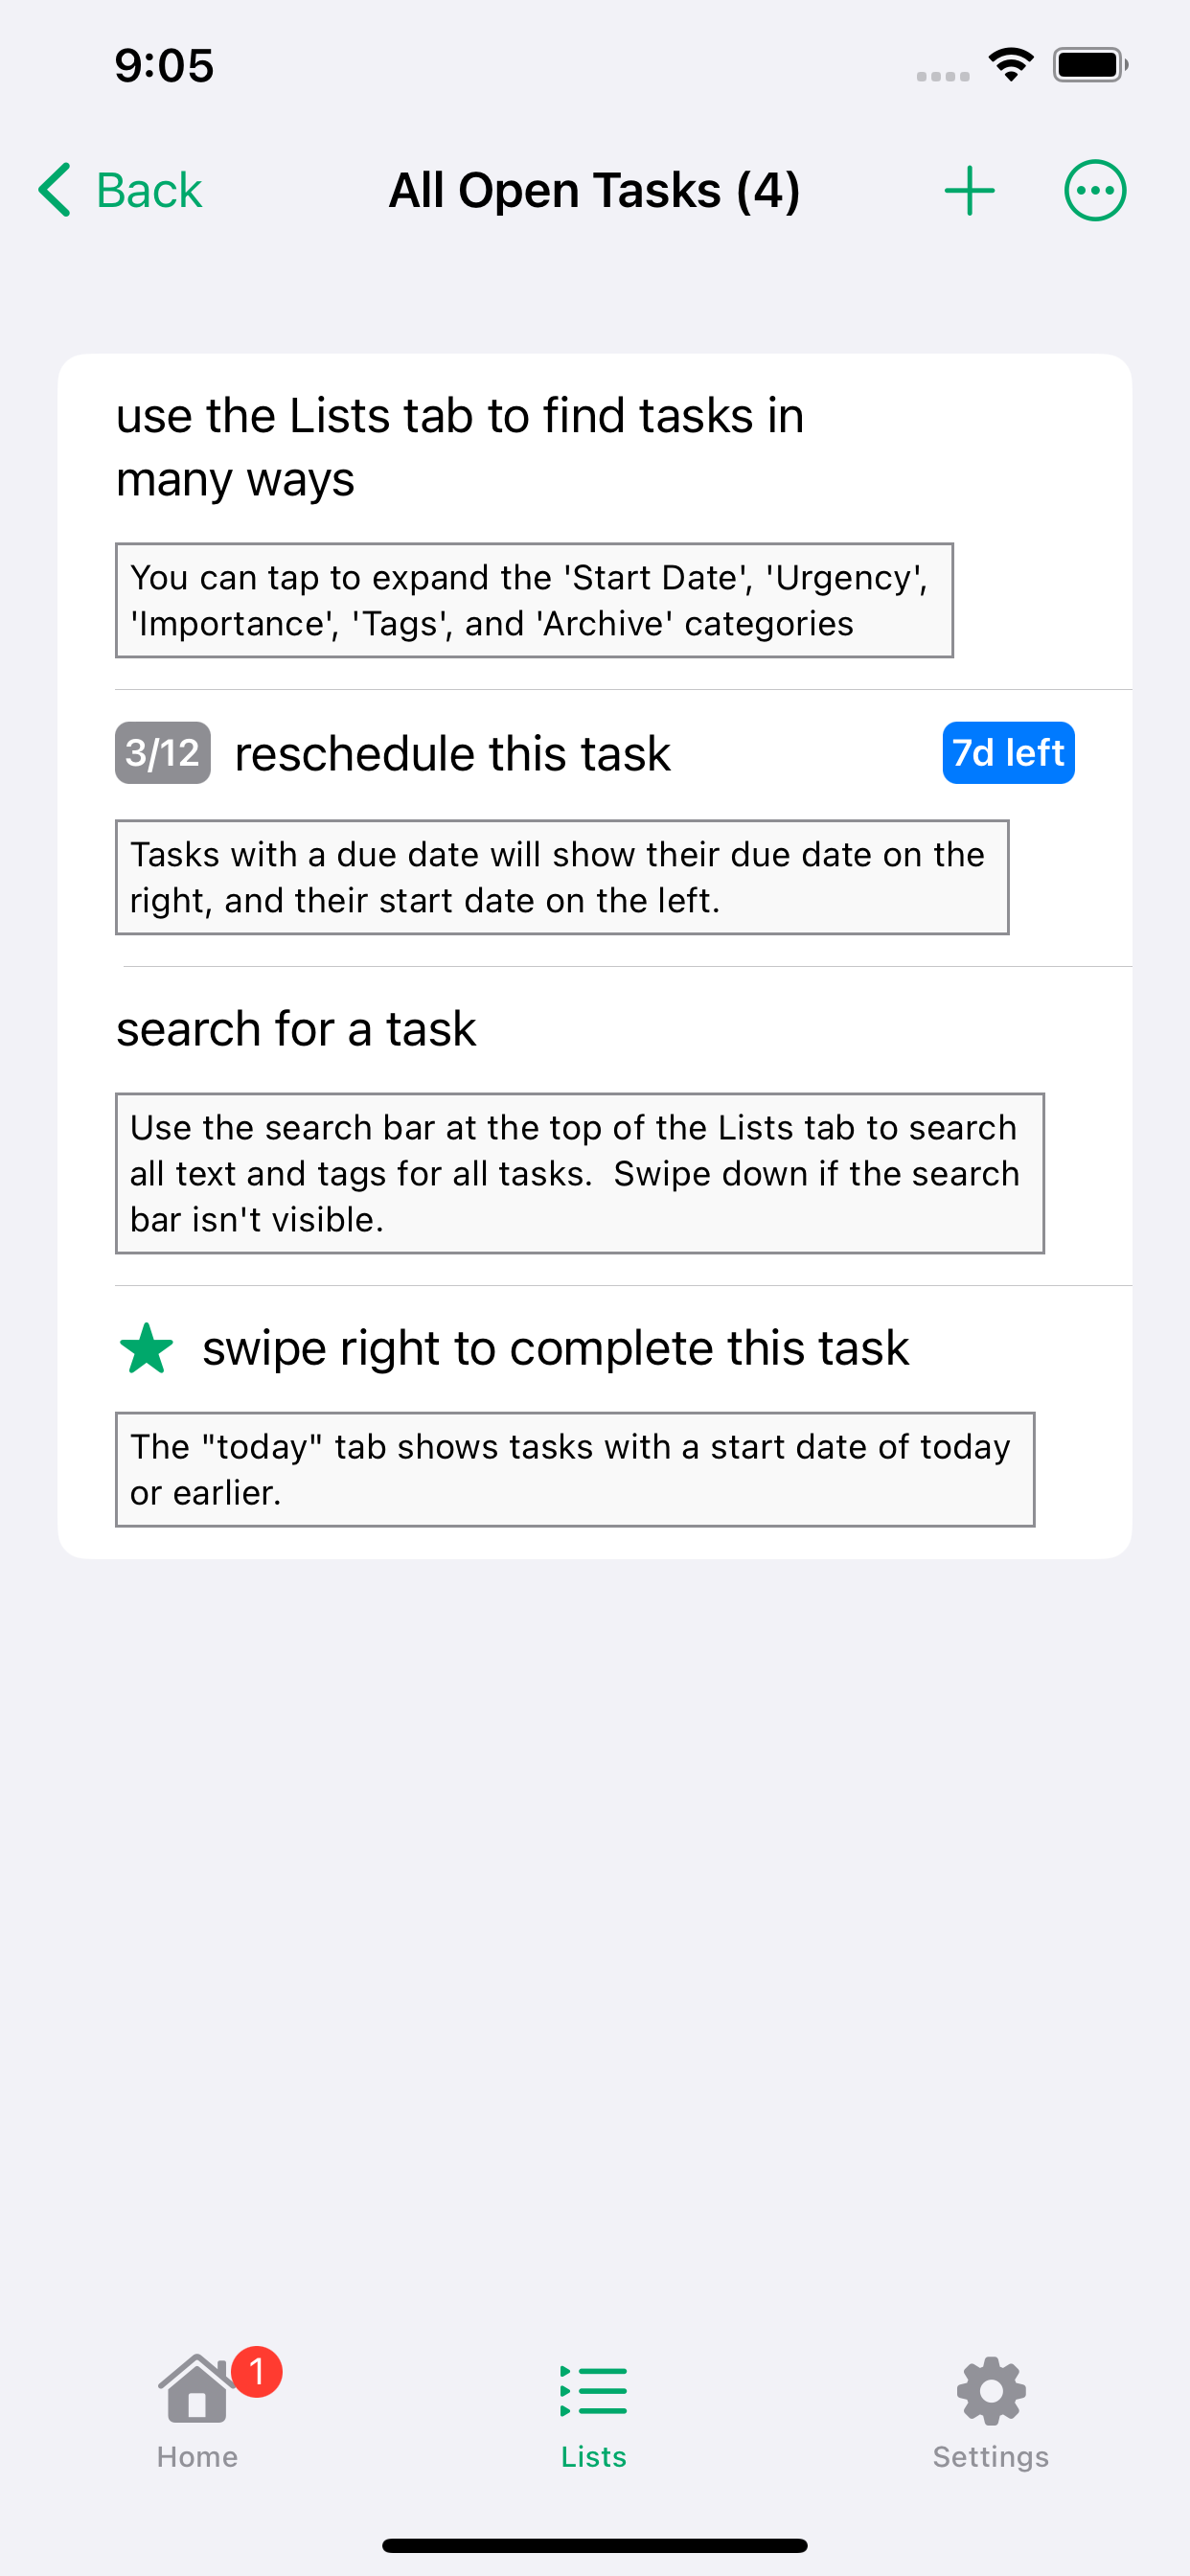 9:05
Back
All Open Tasks (4)
use the Lists tab to find tasks in
many ways
You can tap to expand the 'Start Date', 'Urgency',
'Importance', 'Tags', and 'Archive' categories
3/12 reschedule this task 7d left
Tasks with a due date will show their due date on the
right, and their start date on the left.
search for a task
Use the search bar at the top of the Lists tab to search
all text and tags for all tasks.  Swipe down if the search
bar isn't visible.
swipe right to complete this task
The "today" tab shows tasks with a start date of today
or earlier.
1
Home
Lists
Settings